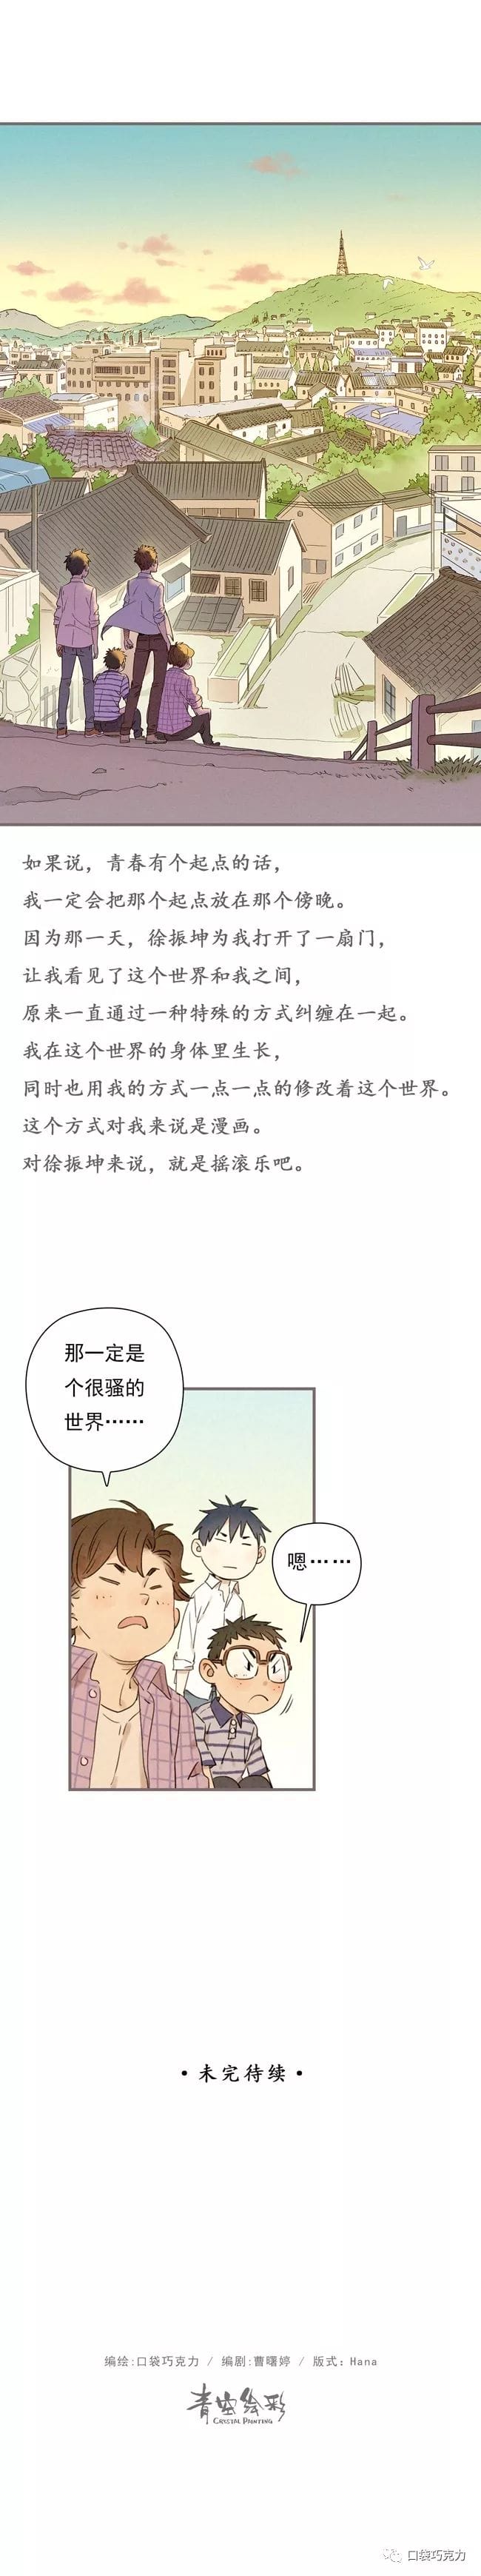 如果说，青春有个起点的话，
我一定会把那个起点放在那个傍晚。
因为那一天，徐振坤为我打开了一扇门，
让我看见了这个世界和我之间，
原来一直通过一种特殊的方式纠缠在一起。
我在这个世界的身体里生长，
同时也用我的方式一点一点的修改着这个世界。
这个方式对我来说是漫画。
对徐振坤来说，就是摇滚乐吧。
那一定是
个很骚的
世界……
嗯……
·未完待续·
编绘:口袋巧克力 / 编剧:曹曙婷 / 版式：Hana
青空绘彩
CRYSTAL PAINTING
口袋巧克力